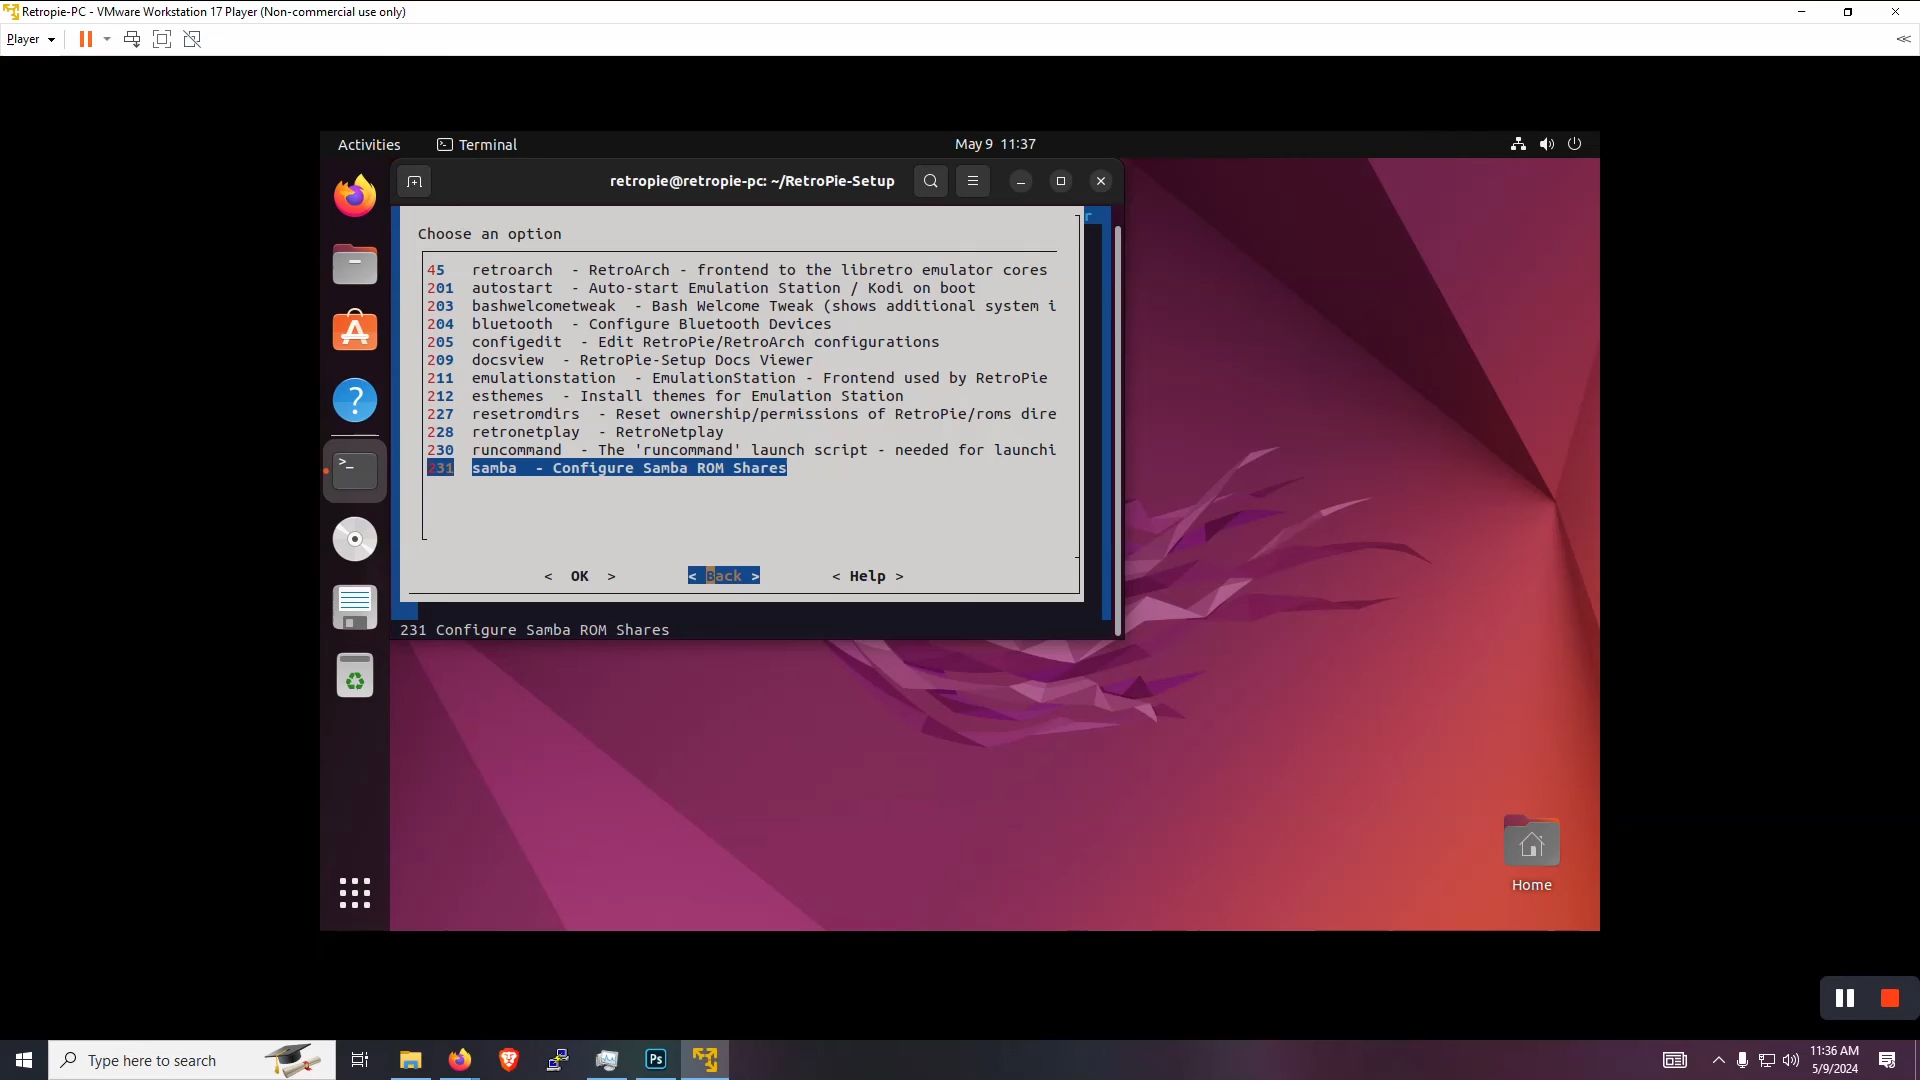 Retropie-PC - VMware Workstation 17 Player (Non-commercial use only)
Player
Activities
Terminal
May 9 11:37
retropie@retropie-pc: ~/RetroPie-Setup
r
Choose an option
45 retroarch - RetroArch - frontend to the libretro emulator cores
201 autostart - Auto-start Emulation Station / Kodi on boot
203 bashwelcometweak - Bash Welcome Tweak (shows additional system i
204 bluetooth - Configure Bluetooth Devices
205 configedit - Edit RetroPie/RetroArch configurations
209 docsview - RetroPie-Setup Docs Viewer
211 emulationstation - EmulationStation - Frontend used by RetroPie
212 esthemes - Install themes for Emulation Station
227 resetromdirs - Reset ownership/permissions of RetroPie/roms dire
228 retronetplay - RetroNetplay
230 runcommand - The 'runcommand' launch script - needed for launchi
231 samba - Configure Samba ROM Shares
< OK > < Back > < Help >
231 Configure Samba ROM Shares
Home
Type here to search
Ps
11:36 AM
5/9/2024